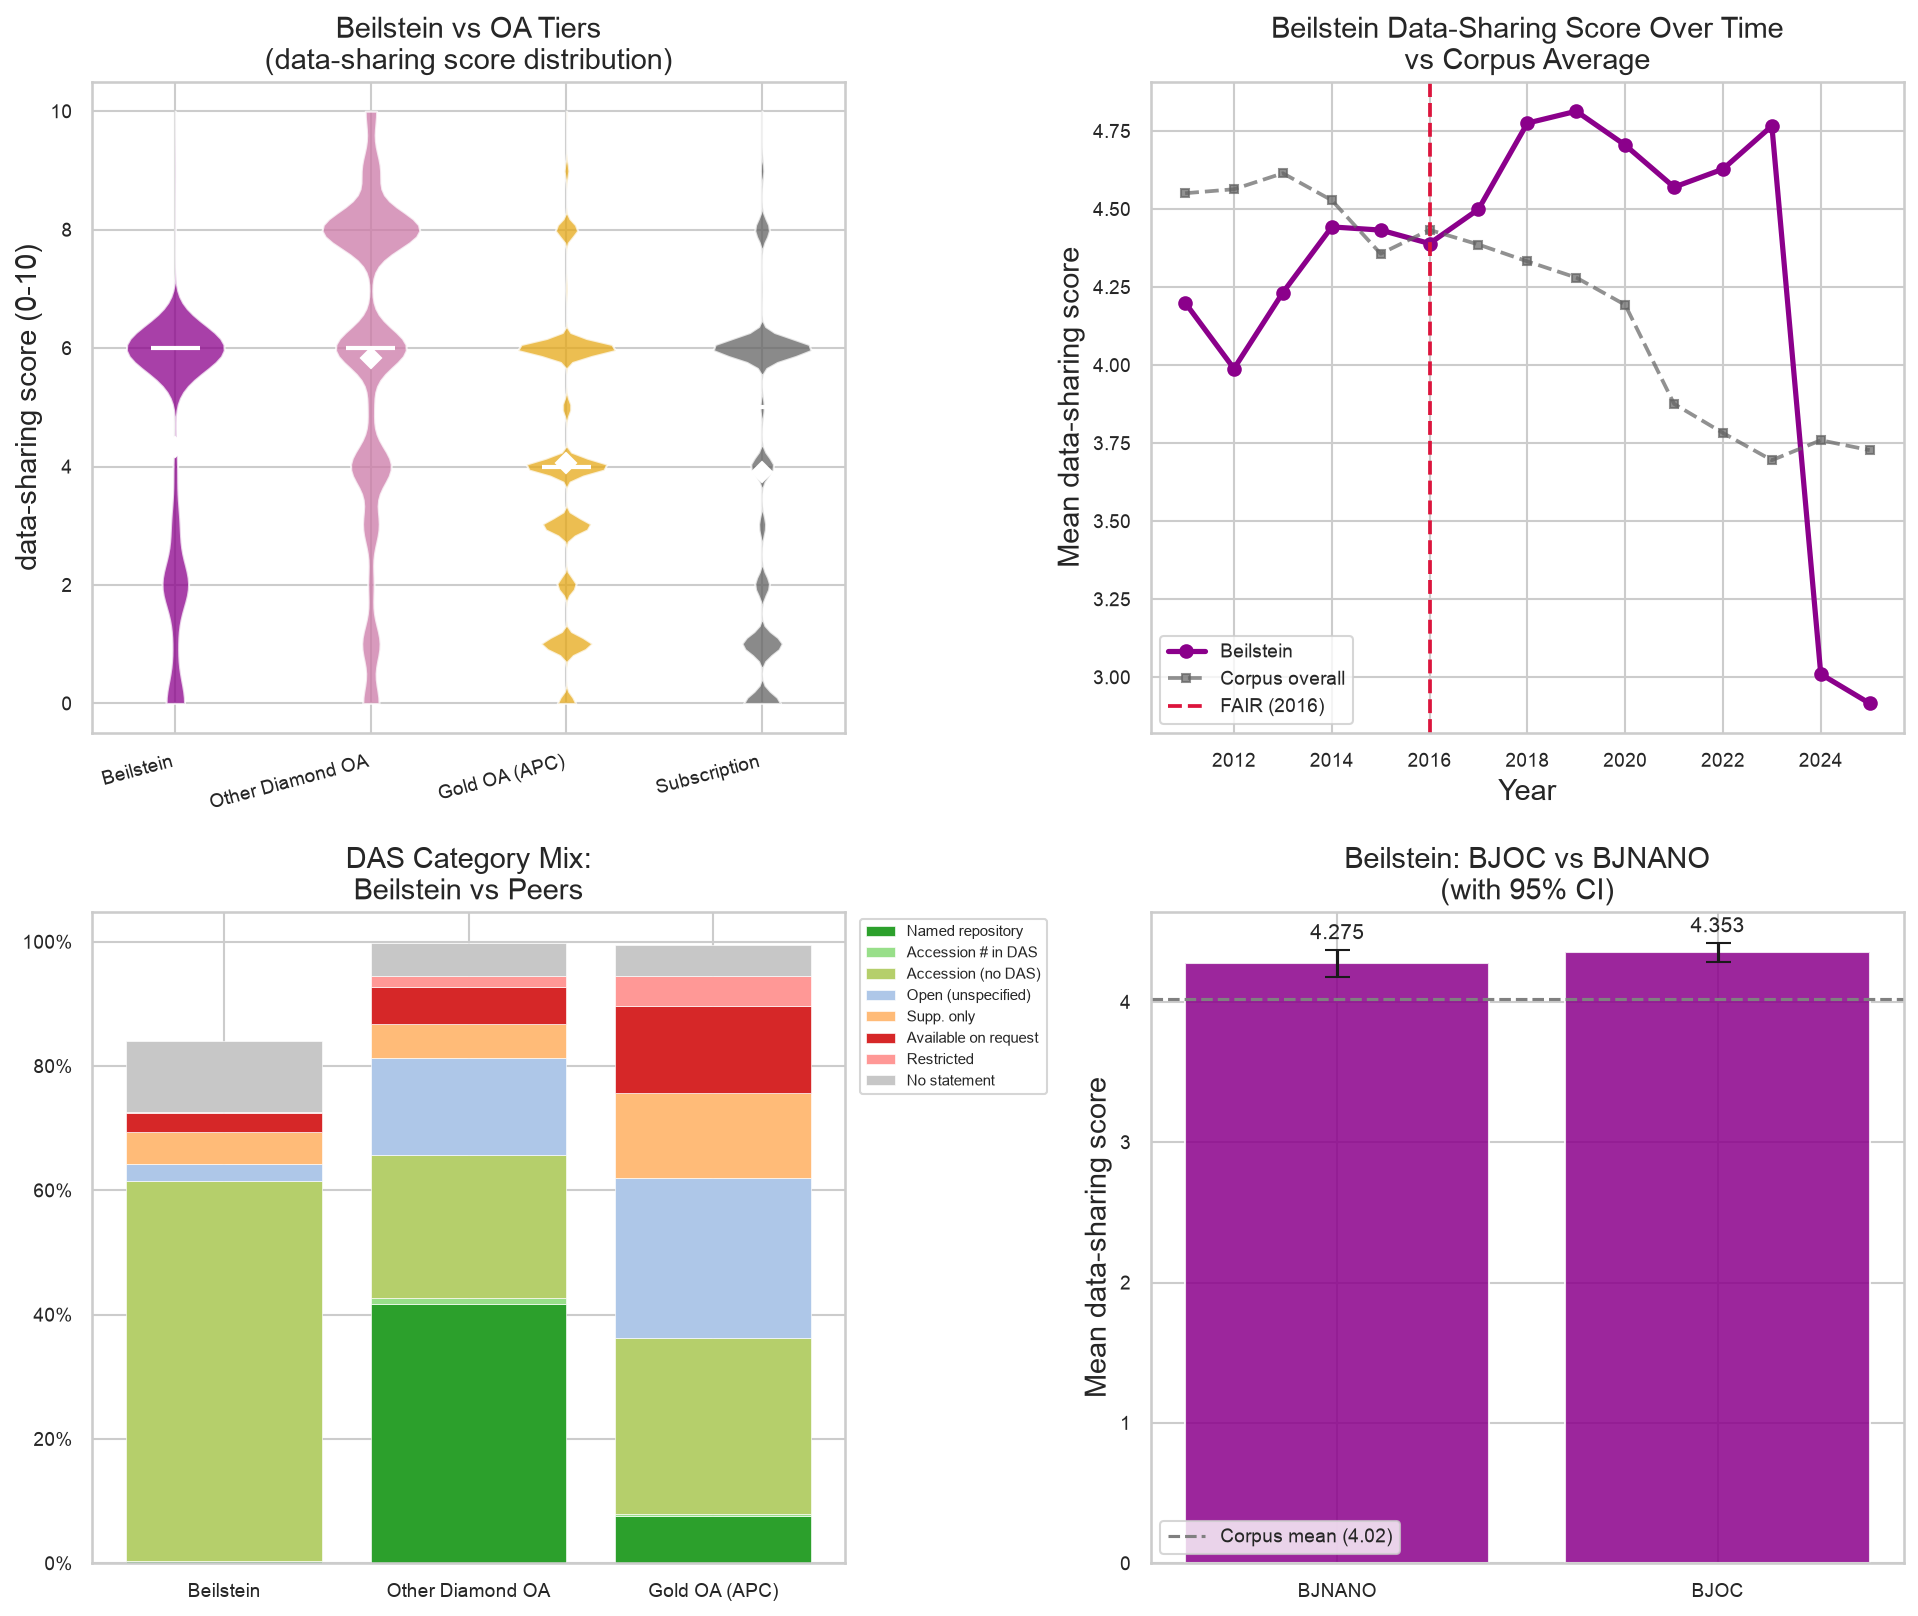 Beilstein vs OA Tiers
(data-sharing score distribution)
data-sharing score (0-10)
10
8
6
4
2
0
Beilstein
Other Diamond OA
Gold OA (APC)
Subscription
Beilstein Data-Sharing Score Over Time
vs Corpus Average
Mean data-sharing score
4.75
4.50
4.25
4.00
3.75
3.50
3.25
3.00
Beilstein
Corpus overall
FAIR (2016)
2012
2014
2016
2018
2020
2022
2024
Year
DAS Category Mix:
Beilstein vs Peers
100%
80%
60%
40%
20%
0%
Beilstein
Other Diamond OA
Gold OA (APC)
Named repository
Accession # in DAS
Accession (no DAS)
Open (unspecified)
Supp. only
Available on request
Restricted
No statement
Beilstein: BJOC vs BJNANO
(with 95% CI)
Mean data-sharing score
4.275
4.353
4
3
2
1
0
Corpus mean (4.02)
BJNANO
BJOC